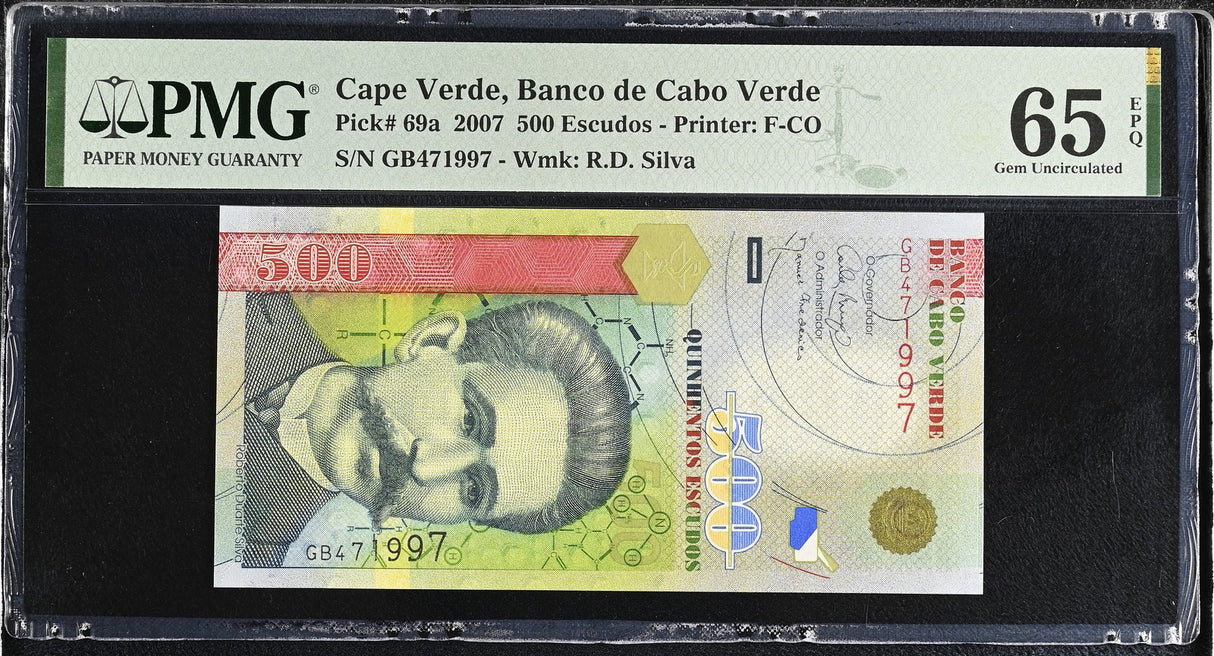 PMG®
PAPER MONEY GUARANTY
Cape Verde, Banco de Cabo Verde
Pick# 69a 2007 500 Escudos - Printer: F-CO
S/N GB471997 - Wmk: R.D. Silva
65
EPQ
Gem Uncirculated
500
BANCO
DE CABO VERDE
GB471997
O Governador
O Administrador
QUINHENTOS ESCUDOS
500
Roberto Duarte Silva
GB471997